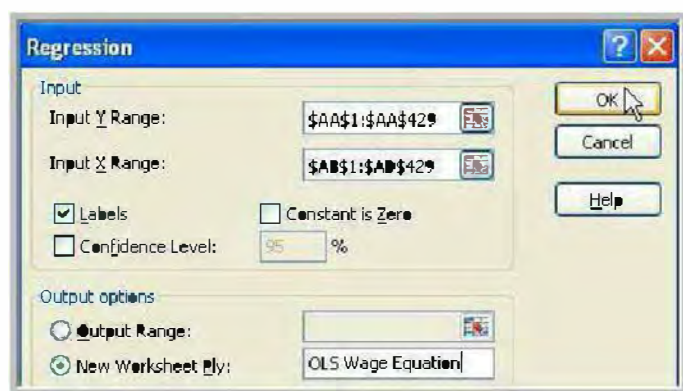 Regression
Input
Input Y Range: $AA$1:$AA$429
Input X Range: $AB$1:$AD$429
Labels Constant is Zero
Confidence Level: 95 %
Output options
Output Range:
New Worksheet Ply: OLS Wage Equation
OK
Cancel
Help